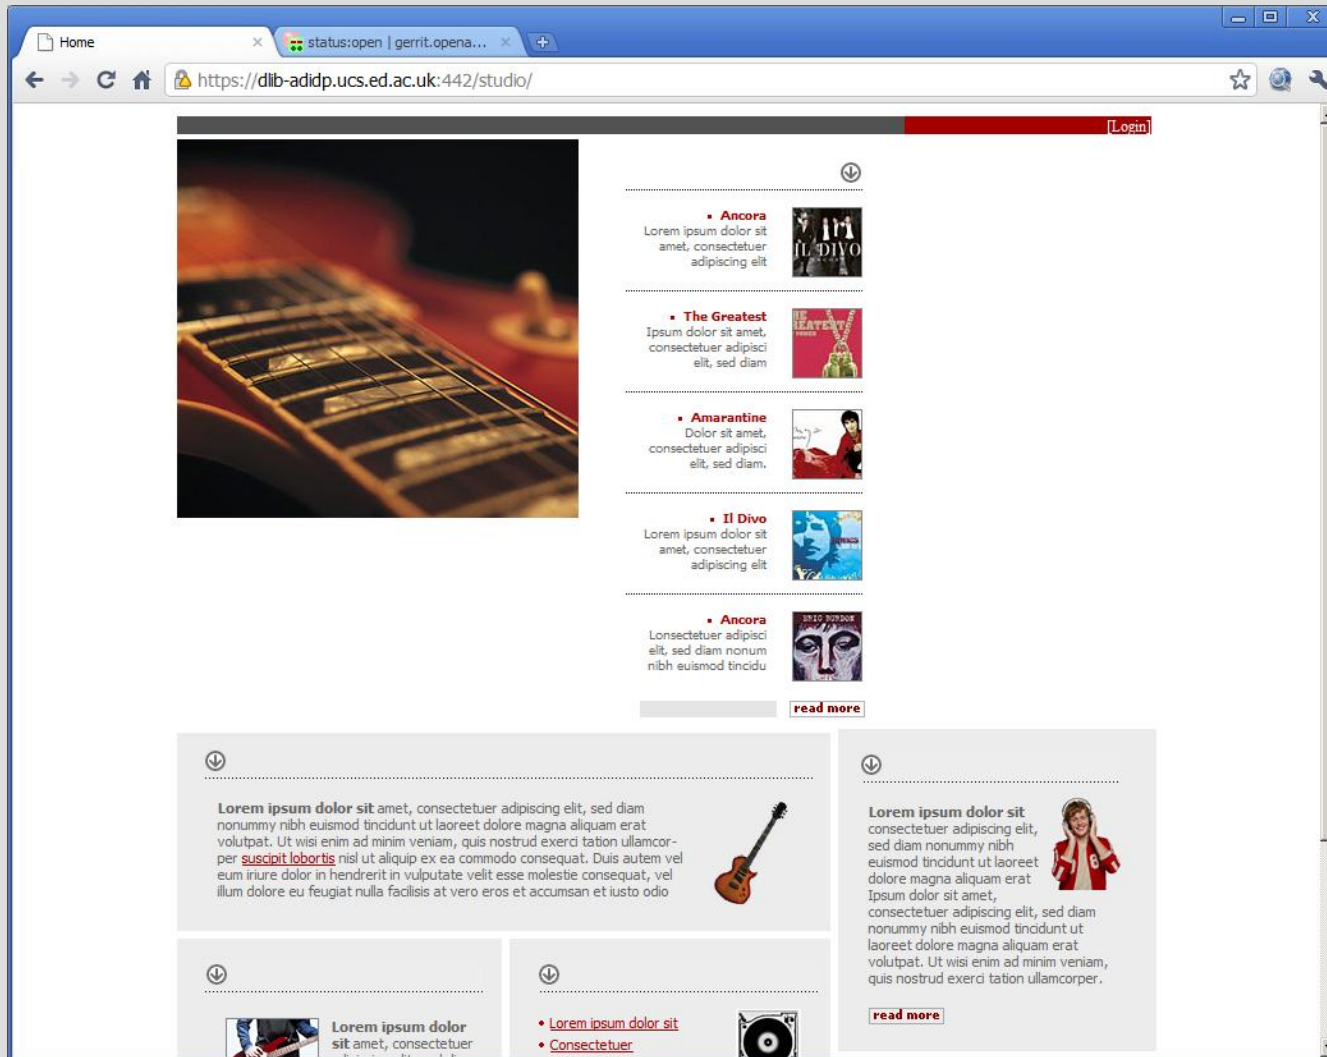 Home
status:open | gerrit.opena...
https://dlib-adidp.ucs.ed.ac.uk:442/studio/
[Login]
Ancora
Lorem ipsum dolor sit
amet, consectetuer
adipiscing elit
IL DIVO
The Greatest
Ipsum dolor sit amet,
consectetuer adipisci
elit, sed diam
Amarantine
Dolor sit amet,
consectetuer adipisci
elit, sed diam.
Il Divo
Lorem ipsum dolor sit
amet, consectetuer
adipiscing elit
Ancora
Lonsectetuer adipisci
elit, sed diam nonum
nibh euismod tincidu
ERIC BURDON
read more
Lorem ipsum dolor sit amet, consectetuer adipiscing elit, sed diam
nonummy nibh euismod tincidunt ut laoreet dolore magna aliquam erat
volutpat. Ut wisi enim ad minim veniam, quis nostrud exerci tation ullamcor-
per suscipit lobortis nisl ut aliquip ex ea commodo consequat. Duis autem vel
eum iriure dolor in hendrerit in vulputate velit esse molestie consequat, vel
illum dolore eu feugiat nulla facilisis at vero eros et accumsan et iusto odio
Lorem ipsum dolor sit
consectetuer adipiscing elit,
sed diam nonummy nibh
euismod tincidunt ut laoreet
dolore magna aliquam erat
Ipsum dolor sit amet,
consectetuer adipiscing elit, sed diam
nonummy nibh euismod tincidunt ut
laoreet dolore magna aliquam erat
volutpat. Ut wisi enim ad minim veniam,
quis nostrud exerci tation ullamcorper.
read more
Lorem ipsum dolor
sit amet, consectetuer
Lorem ipsum dolor sit
Consectetuer